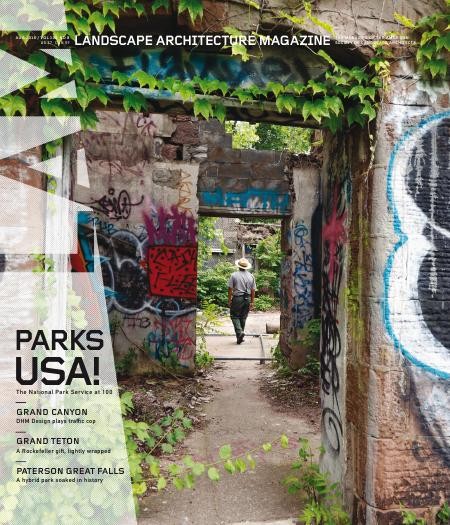 LANDSCAPE ARCHITECTURE MAGAZINE
PARKS
USA!
The National Park Service at 100
GRAND CANYON
DHM Design plays traffic cop
GRAND TETON
A Rockefeller gift, lightly wrapped
PATERSON GREAT FALLS
A hybrid park soaked in history